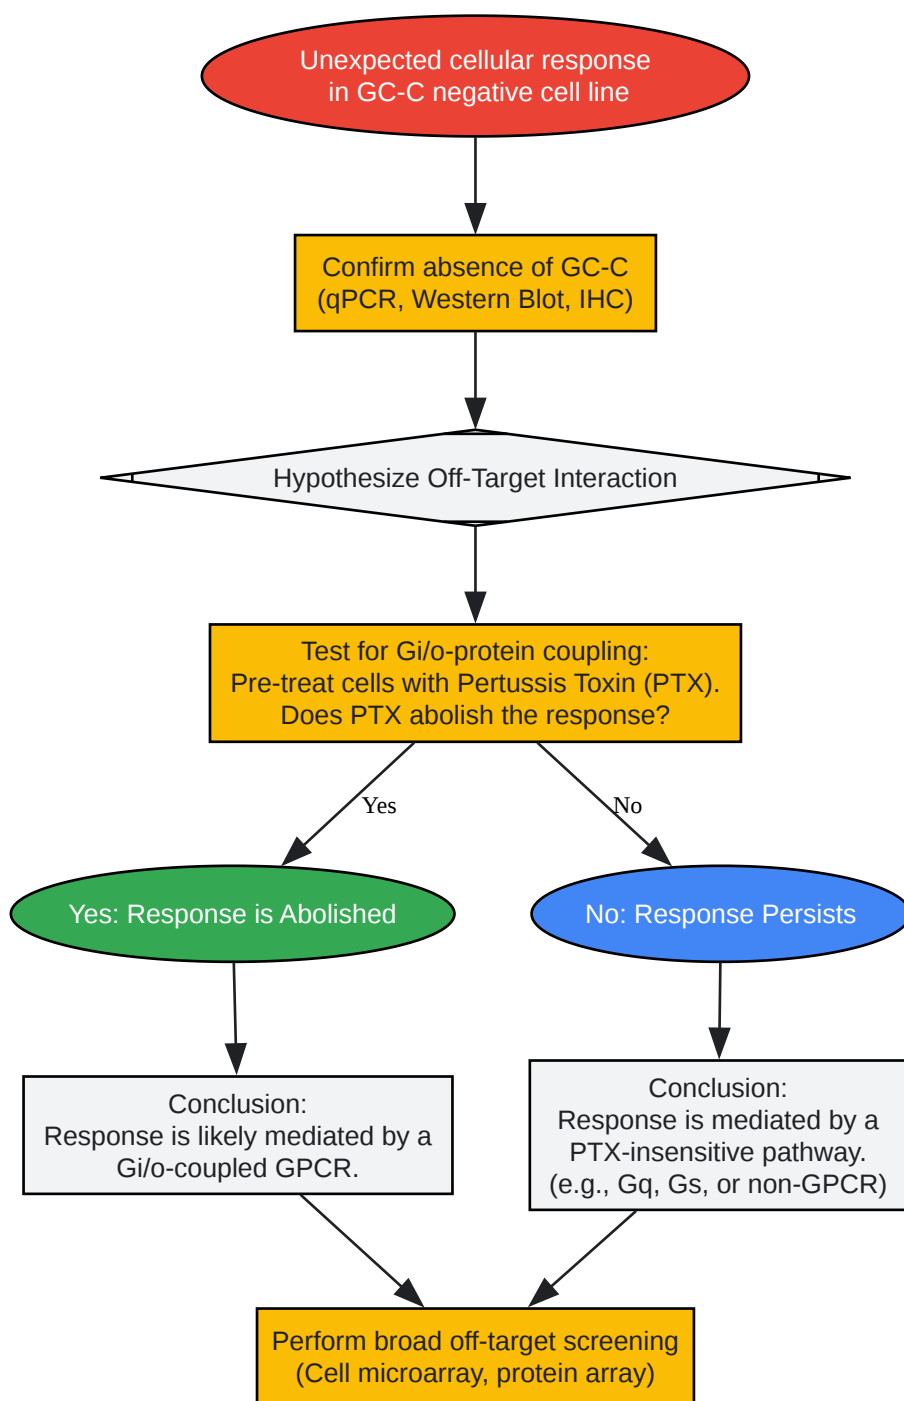 Unexpected cellular response
in GC-C negative cell line
Confirm absence of GC-C
(qPCR, Western Blot, IHC)
Hypothesize Off-Target Interaction
Test for Gi/o-protein coupling:
Pre-treat cells with Pertussis Toxin (PTX).
Does PTX abolish the response?
Yes
No
Yes: Response is Abolished
No: Response Persists
Conclusion:
Response is likely mediated by a
Gi/o-coupled GPCR.
Conclusion:
Response is mediated by a
PTX-insensitive pathway.
(e.g., Gq, Gs, or non-GPCR)
Perform broad off-target screening
(Cell microarray, protein array)